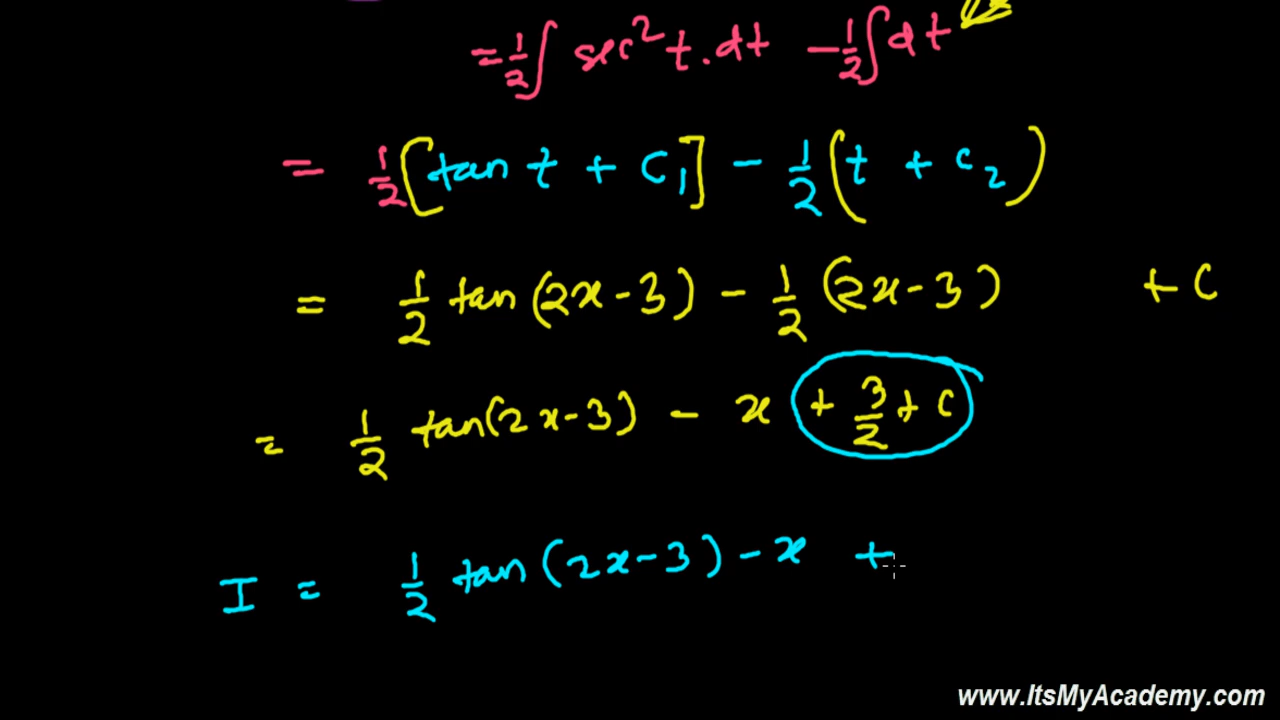 = 1/2 ∫ sec² t . dt - 1/2 ∫ dt
= 1/2 [tan t + C₁] - 1/2 (t + c₂)
= 1/2 tan (2x - 3) - 1/2 (2x - 3) + C
= 1/2 tan(2x - 3) - x + 3/2 + c
I = 1/2 tan (2x - 3) - x +
www.ItsMyAcademy.com